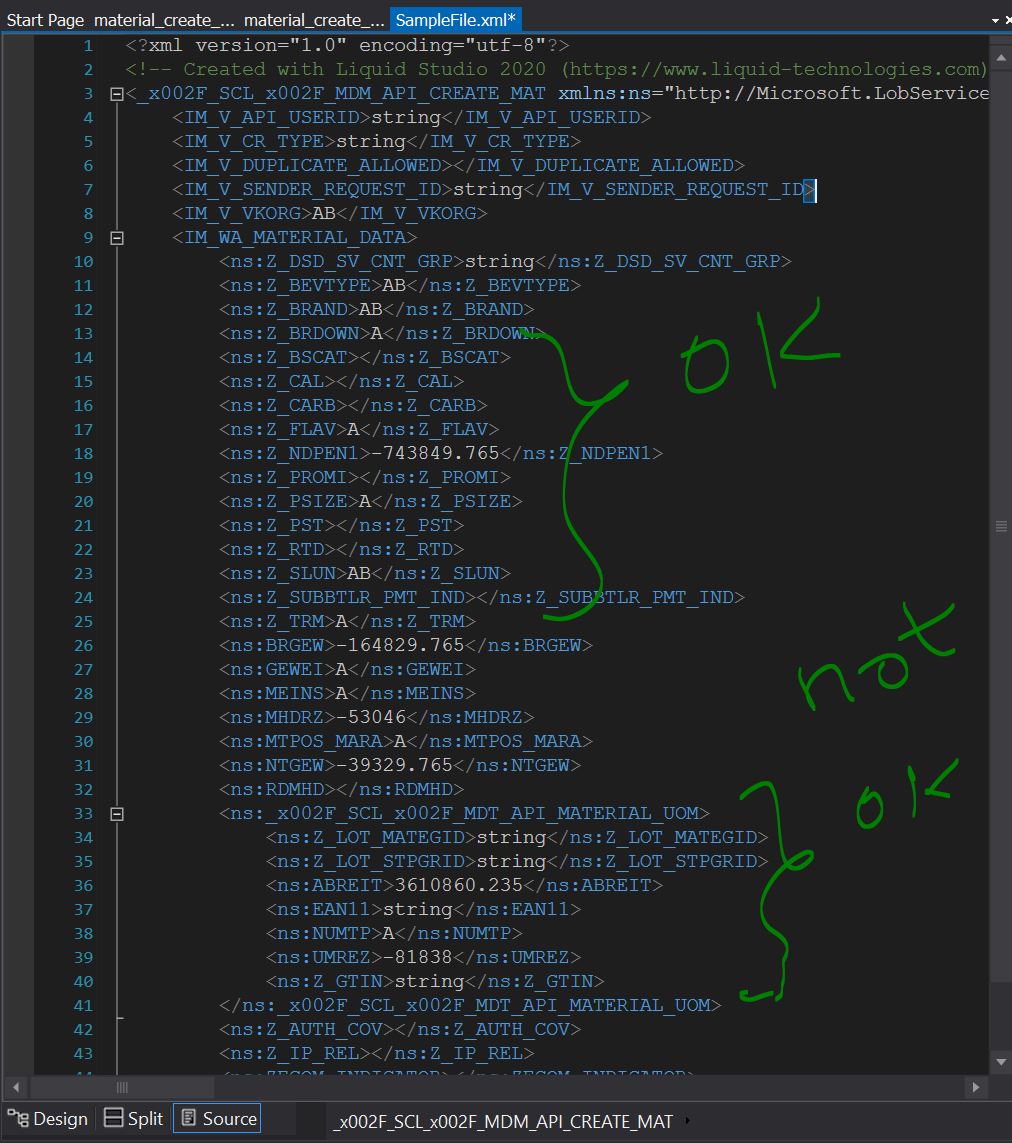 Start Page material_create_... material_create_... SampleFile.xml*
1 <?xml version="1.0" encoding="utf-8"?>
2 <!-- Created with Liquid Studio 2020 (https://www.liquid-technologies.com)
3 <_x002F_SCL_x002F_MDM_API_CREATE_MAT xmlns:ns="http://Microsoft.LobService
4 <IM_V_API_USERID>string</IM_V_API_USERID>
5 <IM_V_CR_TYPE>string</IM_V_CR_TYPE>
6 <IM_V_DUPLICATE_ALLOWED></IM_V_DUPLICATE_ALLOWED>
7 <IM_V_SENDER_REQUEST_ID>string</IM_V_SENDER_REQUEST_ID>
8 <IM_V_VKORG>AB</IM_V_VKORG>
9 <IM_WA_MATERIAL_DATA>
10 <ns:Z_DSD_SV_CNT_GRP>string</ns:Z_DSD_SV_CNT_GRP>
11 <ns:Z_BEVTYPE>AB</ns:Z_BEVTYPE>
12 <ns:Z_BRAND>AB</ns:Z_BRAND>
13 <ns:Z_BRDOWN>A</ns:Z_BRDOWN>
14 <ns:Z_BSCAT></ns:Z_BSCAT>
OK
15 <ns:Z_CAL></ns:Z_CAL>
16 <ns:Z_CARB></ns:Z_CARB>
17 <ns:Z_FLAV>A</ns:Z_FLAV>
18 <ns:Z_NDPEN1>-743849.765</ns:Z_NDPEN1>
19 <ns:Z_PROMI></ns:Z_PROMI>
20 <ns:Z_PSIZE>A</ns:Z_PSIZE>
21 <ns:Z_PST></ns:Z_PST>
22 <ns:Z_RTD></ns:Z_RTD>
23 <ns:Z_SLUN>AB</ns:Z_SLUN>
24 <ns:Z_SUBBTLR_PMT_IND></ns:Z_SUBBTLR_PMT_IND>
25 <ns:Z_TRM>A</ns:Z_TRM>
26 <ns:BRGEW>-164829.765</ns:BRGEW>
27 <ns:GEWEI>A</ns:GEWEI>
not
28 <ns:MEINS>A</ns:MEINS>
29 <ns:MHDRZ>-53046</ns:MHDRZ>
30 <ns:MTPOS_MARA>A</ns:MTPOS_MARA>
31 <ns:NTGEW>-39329.765</ns:NTGEW>
32 <ns:RDMHD></ns:RDMHD>
ok
33 <ns:_x002F_SCL_x002F_MDT_API_MATERIAL_UOM>
34 <ns:Z_LOT_MATEGID>string</ns:Z_LOT_MATEGID>
35 <ns:Z_LOT_STPGRID>string</ns:Z_LOT_STPGRID>
36 <ns:ABREIT>3610860.235</ns:ABREIT>
37 <ns:EAN11>string</ns:EAN11>
38 <ns:NUMTP>A</ns:NUMTP>
39 <ns:UMREZ>-81838</ns:UMREZ>
40 <ns:Z_GTIN>string</ns:Z_GTIN>
41 </ns:_x002F_SCL_x002F_MDT_API_MATERIAL_UOM>
42 <ns:Z_AUTH_COV></ns:Z_AUTH_COV>
43 <ns:Z_IP_REL></ns:Z_IP_REL>
Design Split Source _x002F_SCL_x002F_MDM_API_CREATE_MAT